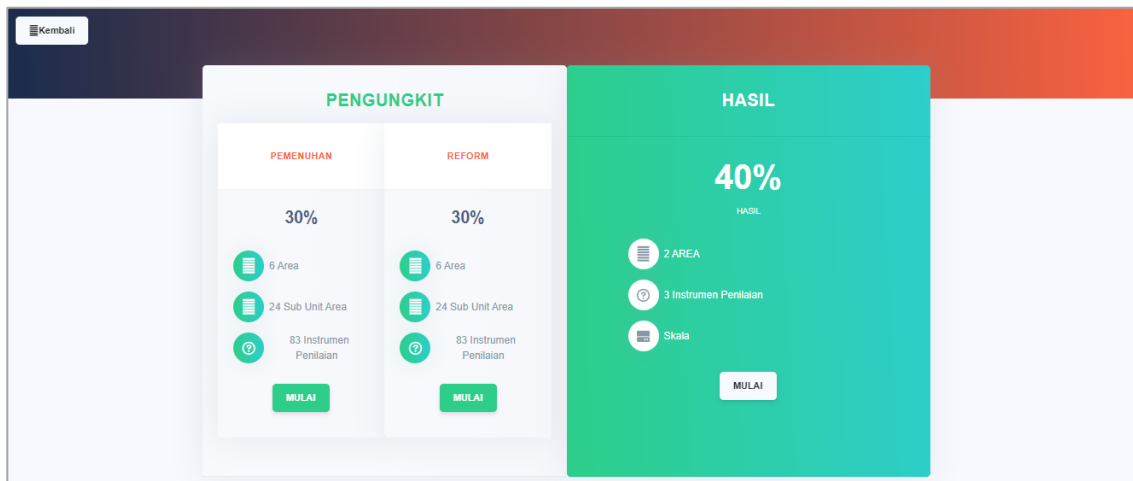 Kembali
PENGUNGKIT
PEMENUHAN
30%
6 Area
24 Sub Unit Area
83 Instrumen
Penilaian
MULAI
REFORM
30%
6 Area
24 Sub Unit Area
83 Instrumen
Penilaian
MULAI
HASIL
40%
HASIL
2 AREA
3 Instrumen Penilaian
Skala
MULAI